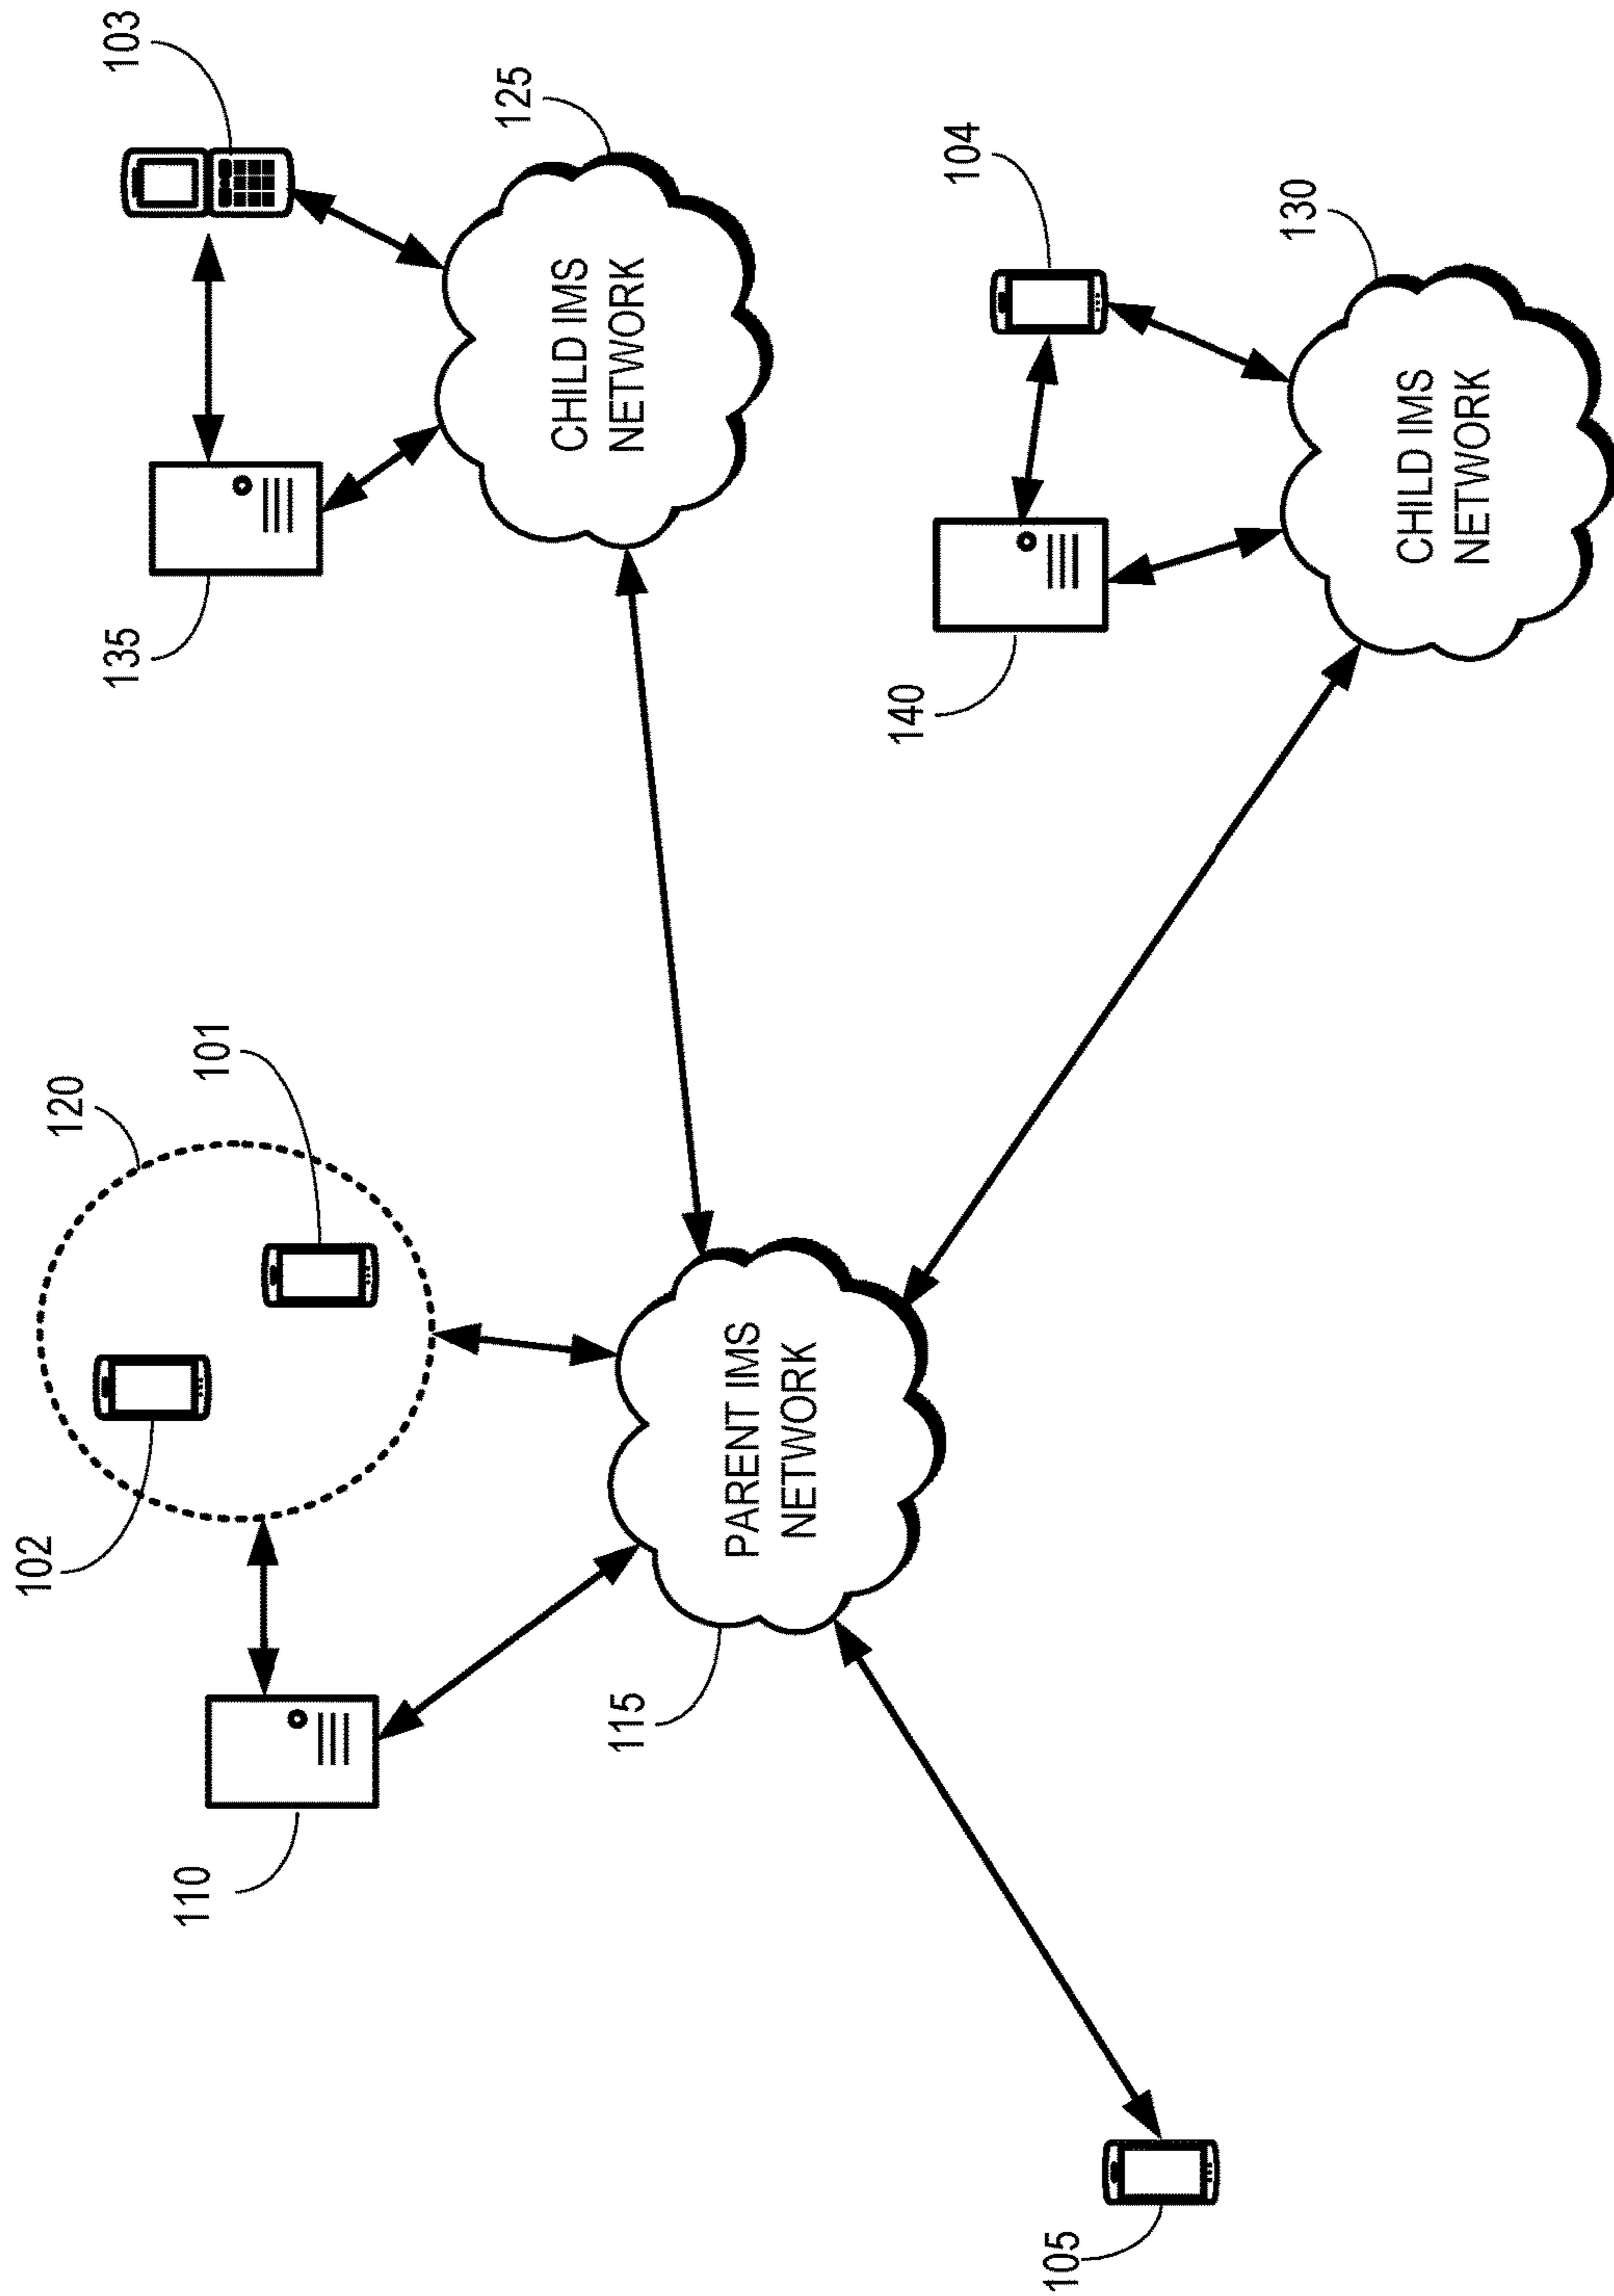 120
101
102
110
PARENT IMS
NETWORK
115
105
103
125
CHILD IMS
NETWORK
135
104
130
CHILD IMS
NETWORK
140